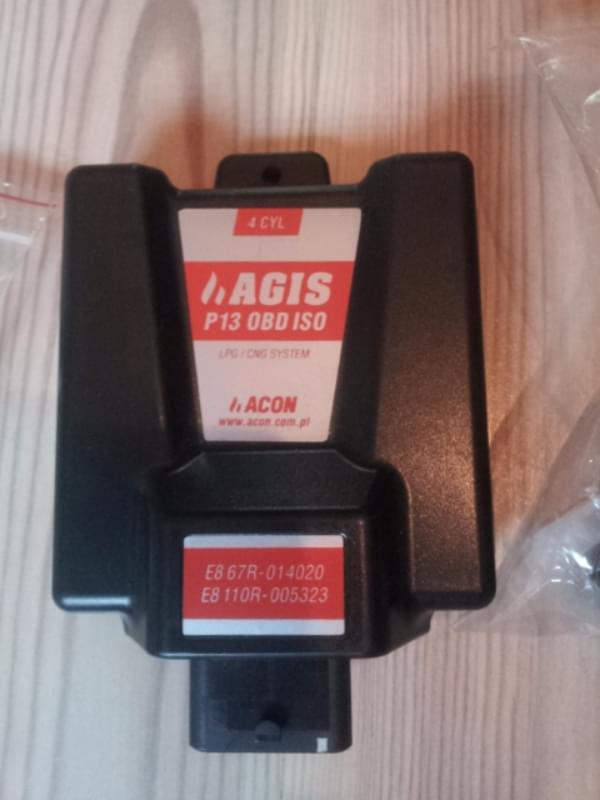 4 CYL
AGIS
P13 OBD ISO
LPG / CNG SYSTEM
ACON
www.acon.com.pl
E8 67R-014020
E8 110R-005323